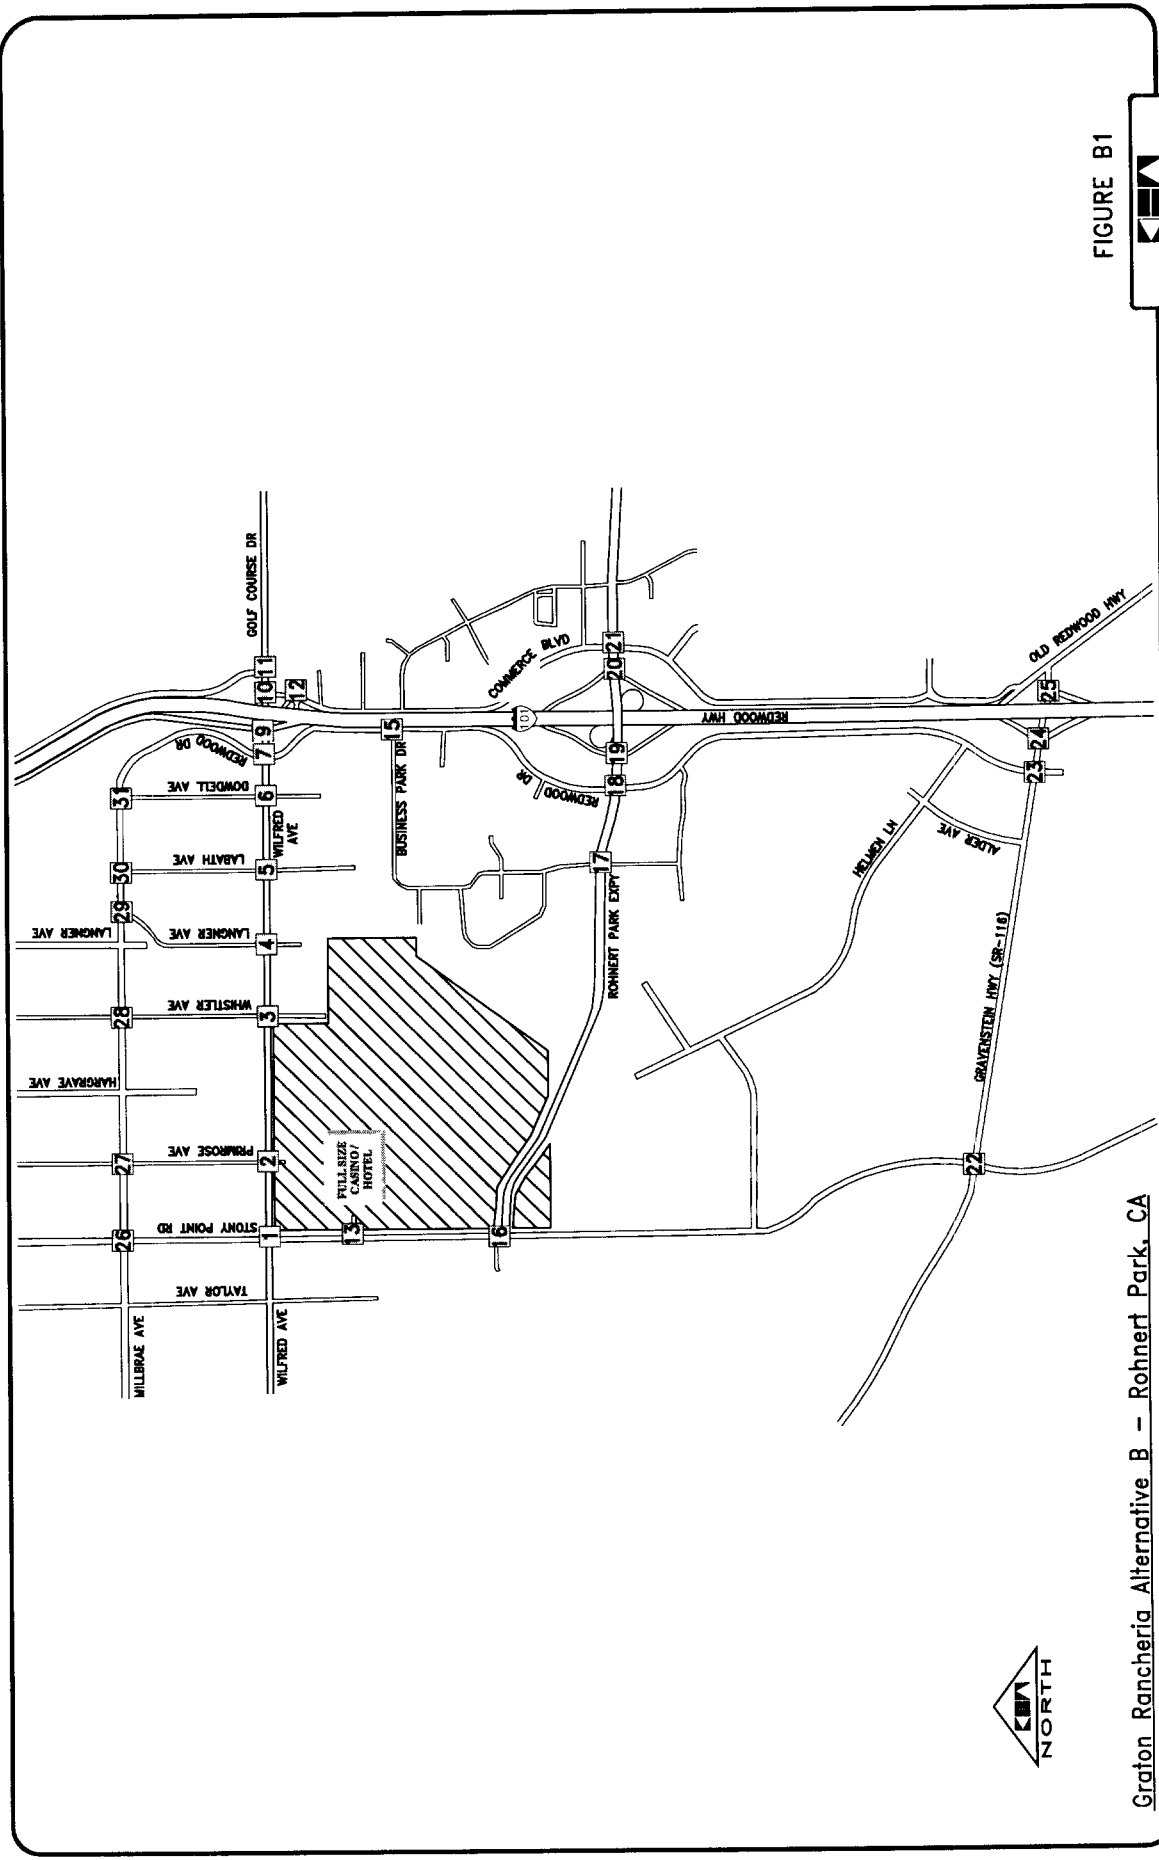 MILLBRAE AVE
WILFRED AVE
TAYLOR AVE
STONY POINT RD
PRIMROSE AVE
HARGRAVE AVE
WHISTLER AVE
LANGNER AVE
LANGNER AVE
LABATH AVE
DOWDELL AVE
REDWOOD DR
WILFRED
AVE
GOLF COURSE DR
26
27
28
29
30
31
1
2
3
4
5
6
7
9
10
11
12
13
15
16
17
18
19
20
21
22
23
24
25
FULL SIZE
CASINO/
HOTEL
BUSINESS PARK DR
COMMERCE BLVD
101
REDWOOD
DR
REDWOOD HWY
ROHNERT PARK EXPY
HELMEN LN
ALDER AVE
GRAVENSTEIN HWY (SR-116)
OLD REDWOOD HWY
NORTH
FIGURE B1
Graton Rancheria Alternative B - Rohnert Park, CA